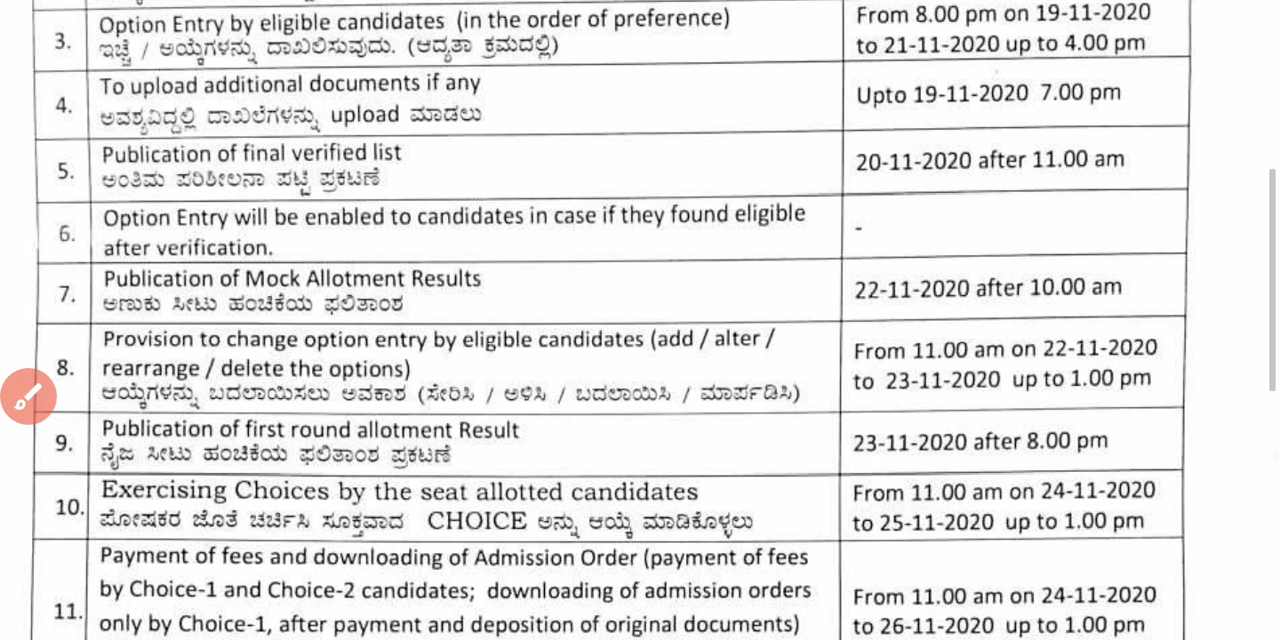 3.
Option Entry by eligible candidates (in the order of preference)
ಇಚ್ಛೆ / ಆಯ್ಕೆಗಳನ್ನು ದಾಖಲಿಸುವುದು. (ಆದ್ಯತಾ ಕ್ರಮದಲ್ಲಿ)
From 8.00 pm on 19-11-2020
to 21-11-2020 up to 4.00 pm
4.
To upload additional documents if any
ಅವಶ್ಯವಿದ್ದಲ್ಲಿ ದಾಖಲೆಗಳನ್ನು upload ಮಾಡಲು
Upto 19-11-2020 7.00 pm
5.
Publication of final verified list
ಅಂತಿಮ ಪರಿಶೀಲನಾ ಪಟ್ಟಿ ಪ್ರಕಟಣೆ
20-11-2020 after 11.00 am
6.
Option Entry will be enabled to candidates in case if they found eligible
after verification.
-
7.
Publication of Mock Allotment Results
ಅಣುಕು ಸೀಟು ಹಂಚಿಕೆಯ ಫಲಿತಾಂಶ
22-11-2020 after 10.00 am
8.
Provision to change option entry by eligible candidates (add / alter /
rearrange / delete the options)
ಆಯ್ಕೆಗಳನ್ನು ಬದಲಾಯಿಸಲು ಅವಕಾಶ (ಸೇರಿಸಿ / ಅಳಿಸಿ / ಬದಲಾಯಿಸಿ / ಮಾರ್ಪಡಿಸಿ)
From 11.00 am on 22-11-2020
to 23-11-2020 up to 1.00 pm
9.
Publication of first round allotment Result
ನೈಜ ಸೀಟು ಹಂಚಿಕೆಯ ಫಲಿತಾಂಶ ಪ್ರಕಟಣೆ
23-11-2020 after 8.00 pm
10.
Exercising Choices by the seat allotted candidates
ಪೋಷಕರ ಜೊತೆ ಚರ್ಚಿಸಿ ಸೂಕ್ತವಾದ CHOICE ಅನ್ನು ಆಯ್ಕೆ ಮಾಡಿಕೊಳ್ಳಲು
From 11.00 am on 24-11-2020
to 25-11-2020 up to 1.00 pm
11.
Payment of fees and downloading of Admission Order (payment of fees
by Choice-1 and Choice-2 candidates; downloading of admission orders
only by Choice-1, after payment and deposition of original documents)
From 11.00 am on 24-11-2020
to 26-11-2020 up to 1.00 pm